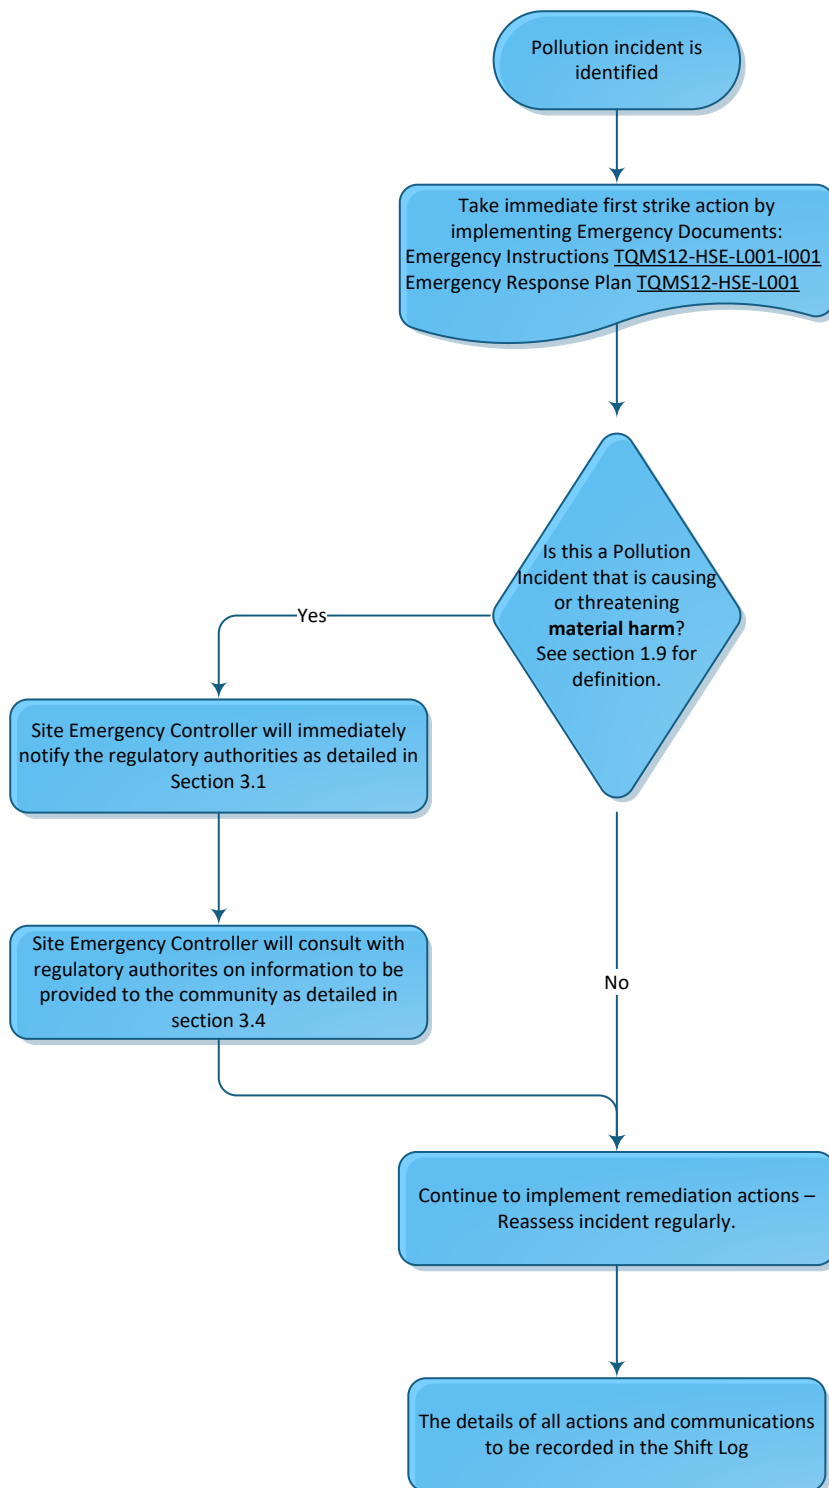 Pollution incident is
identified
Take immediate first strike action by
implementing Emergency Documents:
Emergency Instructions TQMS12-HSE-L001-I001
Emergency Response Plan TQMS12-HSE-L001
Is this a Pollution
Incident that is causing
or threatening
material harm?
See section 1.9 for
definition.
Yes
Site Emergency Controller will immediately
notify the regulatory authorities as detailed in
Section 3.1
Site Emergency Controller will consult with
regulatory authorites on information to be
provided to the community as detailed in
section 3.4
No
Continue to implement remediation actions –
Reassess incident regularly.
The details of all actions and communications
to be recorded in the Shift Log